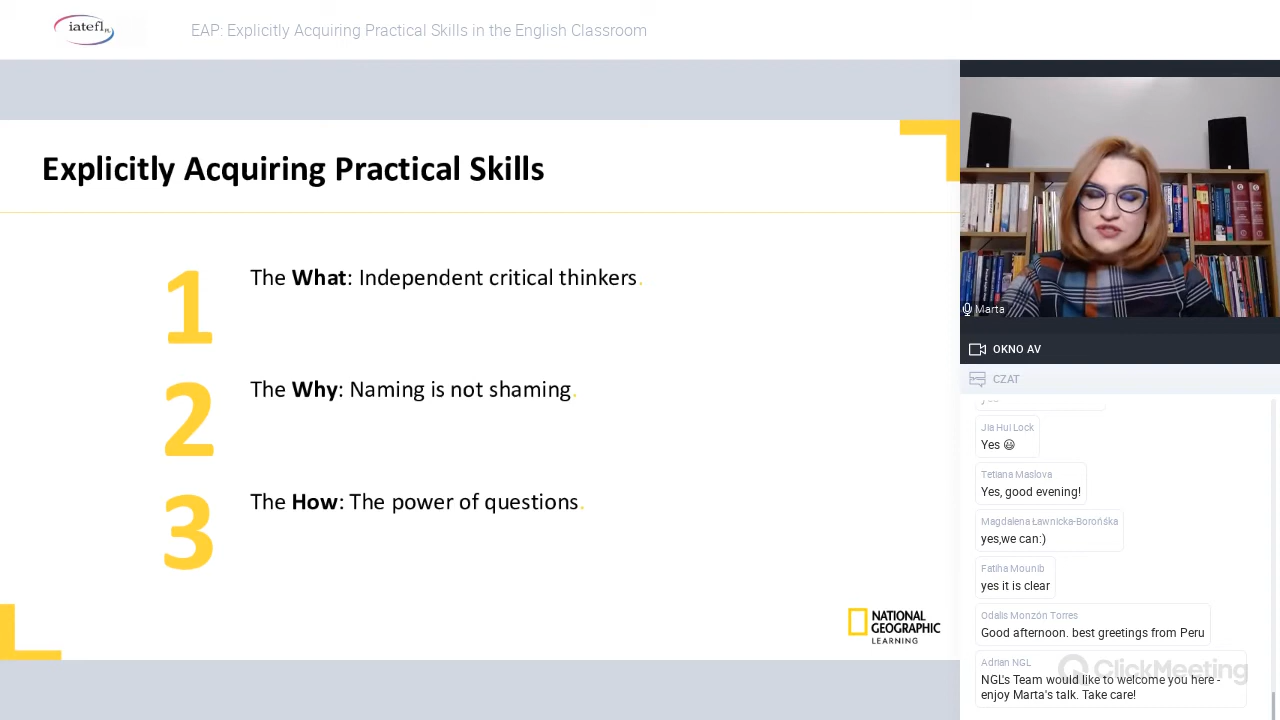 iatefl PL
EAP: Explicitly Acquiring Practical Skills in the English Classroom
Explicitly Acquiring Practical Skills
1
The What: Independent critical thinkers.
2
The Why: Naming is not shaming.
3
The How: The power of questions.
NATIONAL
GEOGRAPHIC
LEARNING
Marta
OKNO AV
CZAT
Jia Hui Lock
Yes 😃
Tetiana Maslova
Yes, good evening!
Magdalena Ławnicka-Borońska
yes,we can:)
Fatiha Mounib
yes it is clear
Odalis Monzón Torres
Good afternoon. best greetings from Peru
Adrian NGL
ClickMeeting
NGL's Team would like to welcome you here -
enjoy Marta's talk. Take care!